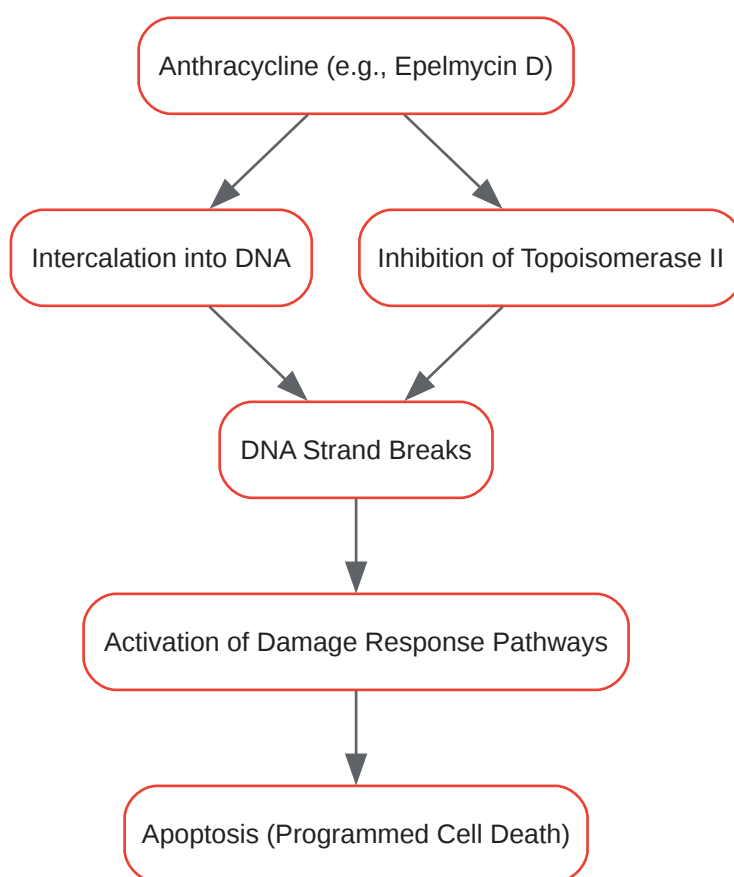 Anthracycline (e.g., Epelmycin D)
Intercalation into DNA
Inhibition of Topoisomerase II
DNA Strand Breaks
Activation of Damage Response Pathways
Apoptosis (Programmed Cell Death)